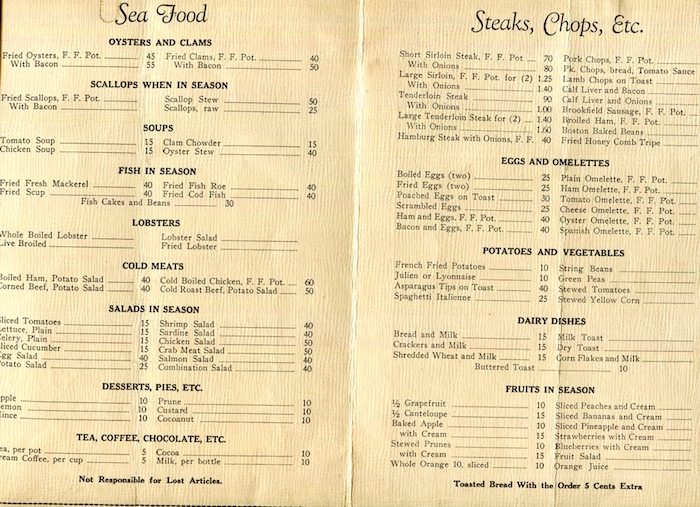 Sea Food
OYSTERS AND CLAMS
Fried Oysters, F. F. Pot. 45 Fried Clams, F. F. Pot. 40
With Bacon 55 With Bacon 50
SCALLOPS WHEN IN SEASON
Fried Scallops, F. F. Pot. Scallop Stew 50
With Bacon Scallops, raw 25
SOUPS
Tomato Soup 15 Clam Chowder 15
Chicken Soup 15 Oyster Stew 40
FISH IN SEASON
Fried Fresh Mackerel 40 Fried Fish Roe 40
Fried Scup 40 Fried Cod Fish 40
Fish Cakes and Beans 30
LOBSTERS
Whole Boiled Lobster Lobster Salad
Live Broiled Fried Lobster
COLD MEATS
Boiled Ham, Potato Salad 40 Cold Boiled Chicken, F. F. Pot. 60
Corned Beef, Potato Salad 40 Cold Roast Beef, Potato Salad 50
SALADS IN SEASON
Sliced Tomatoes 15 Shrimp Salad 40
Lettuce, Plain 15 Sardine Salad 40
Celery, Plain 15 Chicken Salad 50
Sliced Cucumber 15 Crab Meat Salad 50
Egg Salad 40 Salmon Salad 40
Potato Salad 25 Combination Salad 40
DESSERTS, PIES, ETC.
Apple 10 Prune 10
Lemon 10 Custard 10
Mince 10 Cocoanut 10
TEA, COFFEE, CHOCOLATE, ETC.
Tea, per pot 5 Cocoa 10
Cream Coffee, per cup 5 Milk, per bottle 10
Not Responsible for Lost Articles.
Steaks, Chops, Etc.
Short Sirloin Steak, F. F. Pot 70 Pork Chops, F. F. Pot.
With Onions 80 Pk. Chops, bread, Tomato Sauce
Large Sirloin, F. F. Pot. for (2) 1.25 Lamb Chops on Toast
With Onions 1.40 Calf Liver and Bacon
Tenderloin Steak 90 Calf Liver and Onions
With Onions 1.00 Brookfield Sausage, F. F. Pot.
Large Tenderloin Steak for (2) 1.40 Broiled Ham, F. F. Pot.
With Onions 1.60 Boston Baked Beans
Hamburg Steak with Onions, F. F. 40 Fried Honey Comb Tripe
EGGS AND OMELETTES
Boiled Eggs (two) 25 Plain Omelette, F. F. Pot.
Fried Eggs (two) 25 Ham Omelette, F. F. Pot.
Poached Eggs on Toast 30 Tomato Omelette, F. F. Pot.
Scrambled Eggs 25 Cheese Omelette, F. F. Pot.
Ham and Eggs, F. F. Pot. 40 Oyster Omelette, F. F. Pot.
Bacon and Eggs, F. F. Pot. 40 Spanish Omelette, F. F. Pot.
POTATOES AND VEGETABLES
French Fried Potatoes 10 String Beans
Julien or Lyonnaise 10 Green Peas
Asparagus Tips on Toast 40 Stewed Tomatoes
Spaghetti Italienne 25 Stewed Yellow Corn
DAIRY DISHES
Bread and Milk 15 Milk Toast
Crackers and Milk 15 Dry Toast
Shredded Wheat and Milk 15 Corn Flakes and Milk
Buttered Toast 10
FRUITS IN SEASON
½ Grapefruit 10 Sliced Peaches and Cream
½ Canteloupe 15 Sliced Bananas and Cream
Baked Apple 10 Sliced Pineapple and Cream
with Cream 15 Strawberries with Cream
Stewed Prunes 10 Blueberries with Cream
with Cream 15 Fruit Salad
Whole Orange 10, sliced 10 Orange Juice
Toasted Bread With the Order 5 Cents Extra